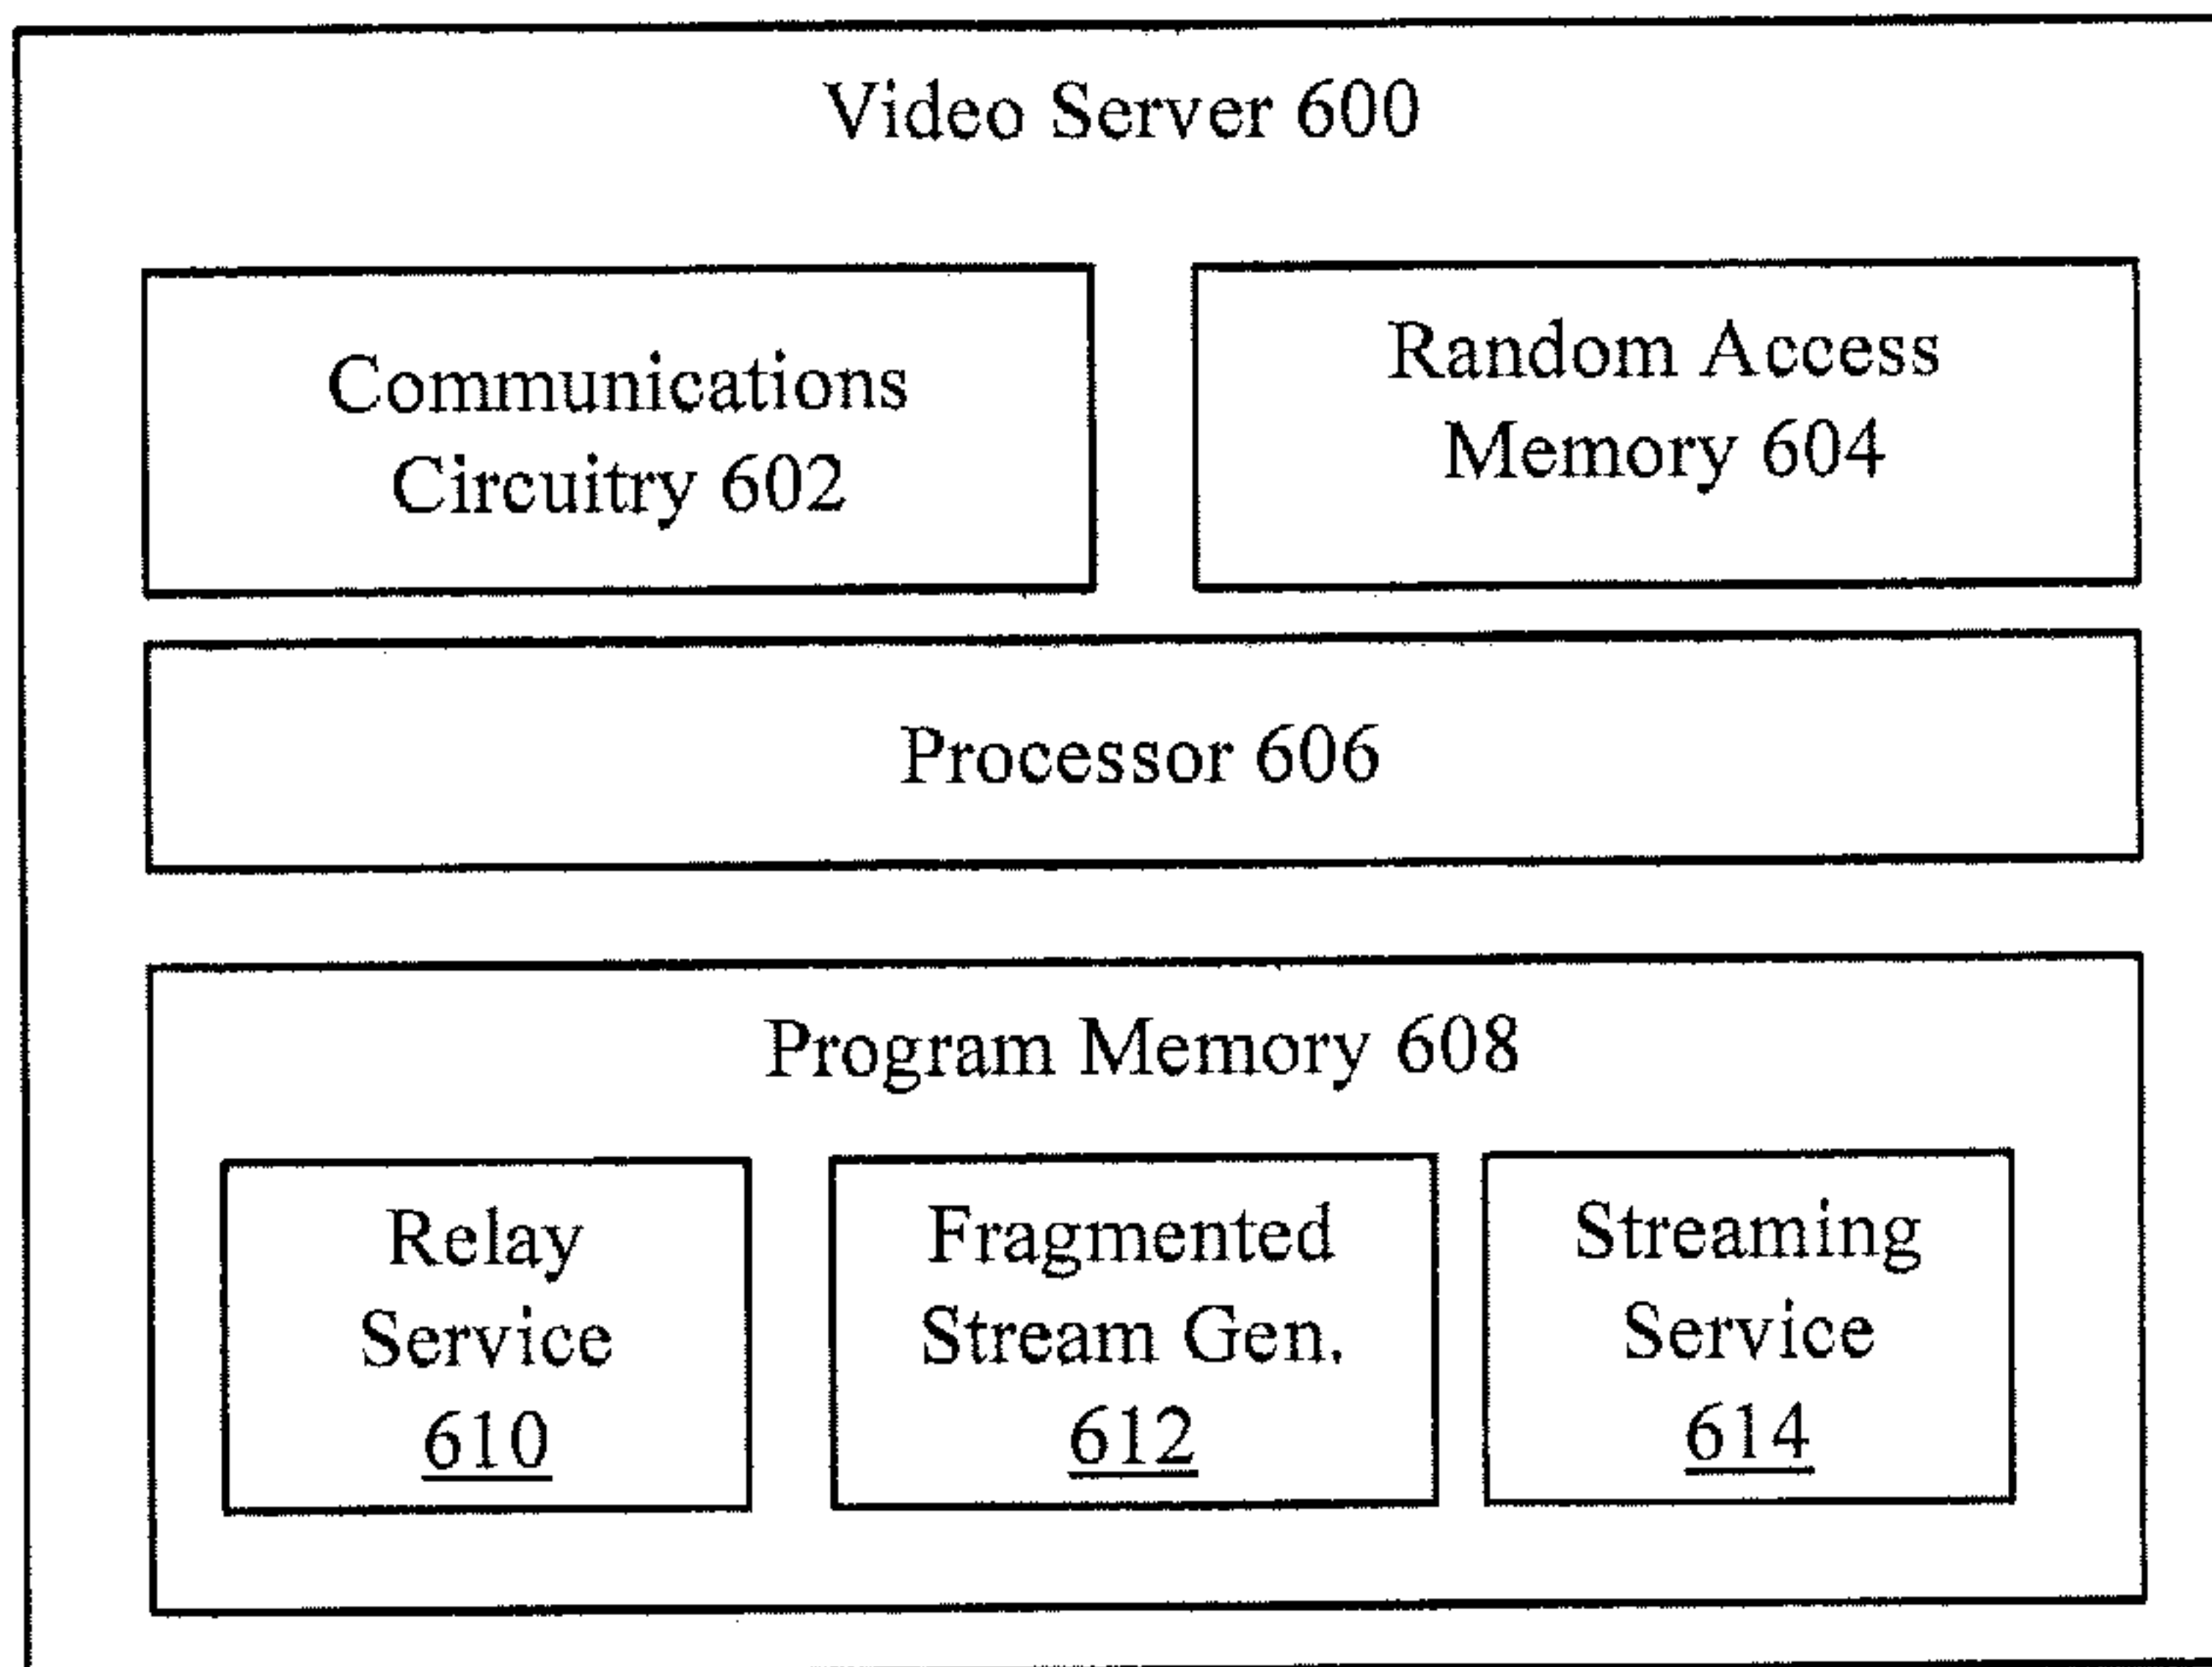 Video Server 600
Communications
Circuitry 602
Random Access
Memory 604
Processor 606
Program Memory 608
Relay
Service
610
Fragmented
Stream Gen.
612
Streaming
Service
614